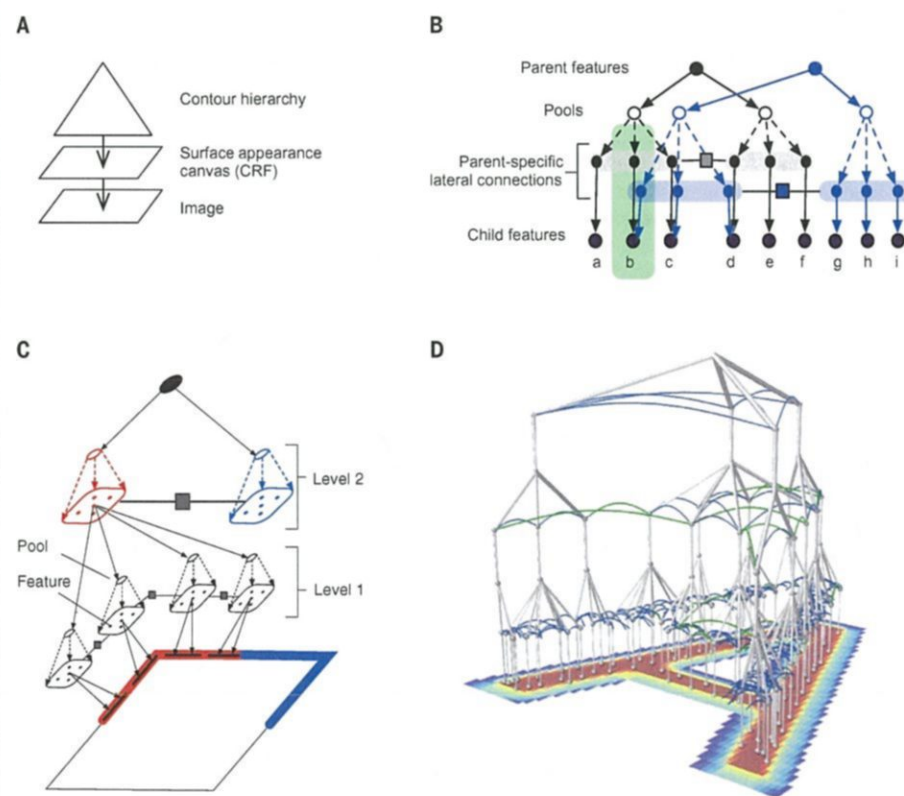 A
Contour hierarchy
Surface appearance
canvas (CRF)
Image
B
Parent features
Pools
Parent-specific
lateral connections
Child features
a b c d e f g h i
C
Level 2
Pool
Feature
Level 1
D